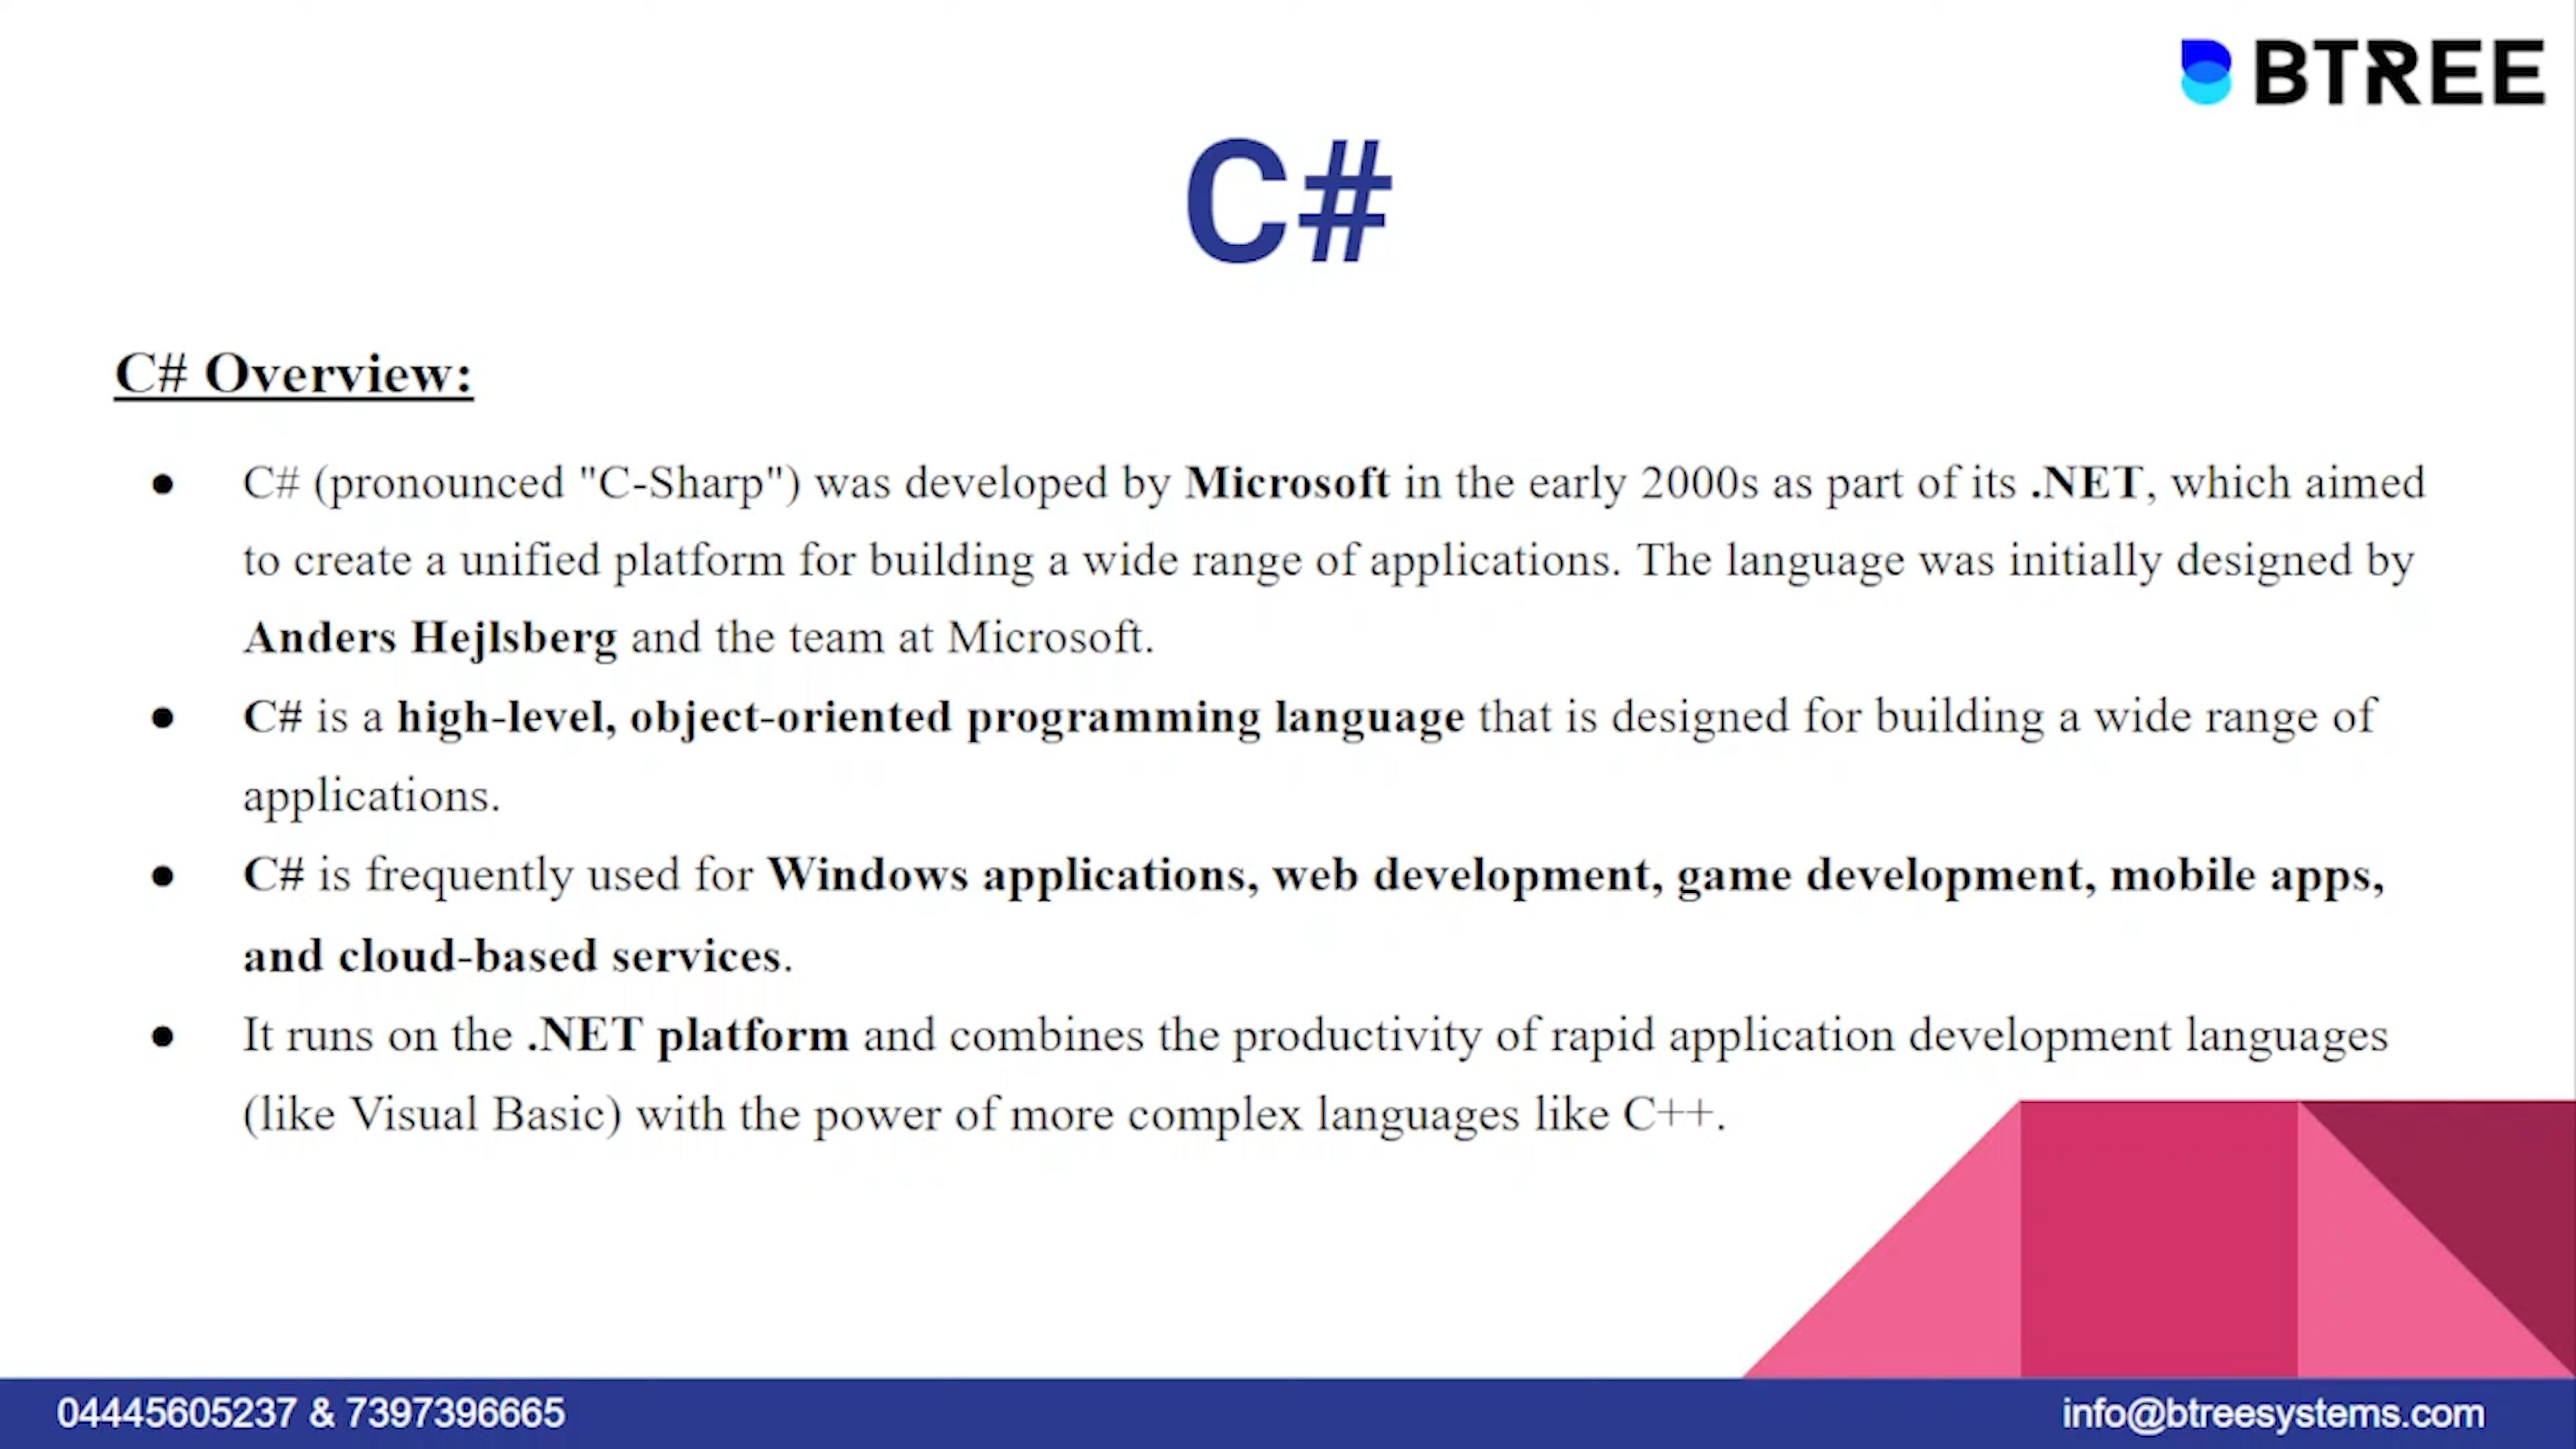 BTREE
C#
C# Overview:
● C# (pronounced "C-Sharp") was developed by Microsoft in the early 2000s as part of its .NET, which aimed
to create a unified platform for building a wide range of applications. The language was initially designed by
Anders Hejlsberg and the team at Microsoft.
● C# is a high-level, object-oriented programming language that is designed for building a wide range of
applications.
● C# is frequently used for Windows applications, web development, game development, mobile apps,
and cloud-based services.
● It runs on the .NET platform and combines the productivity of rapid application development languages
(like Visual Basic) with the power of more complex languages like C++.
04445605237 & 7397396665
info@btreesystems.com